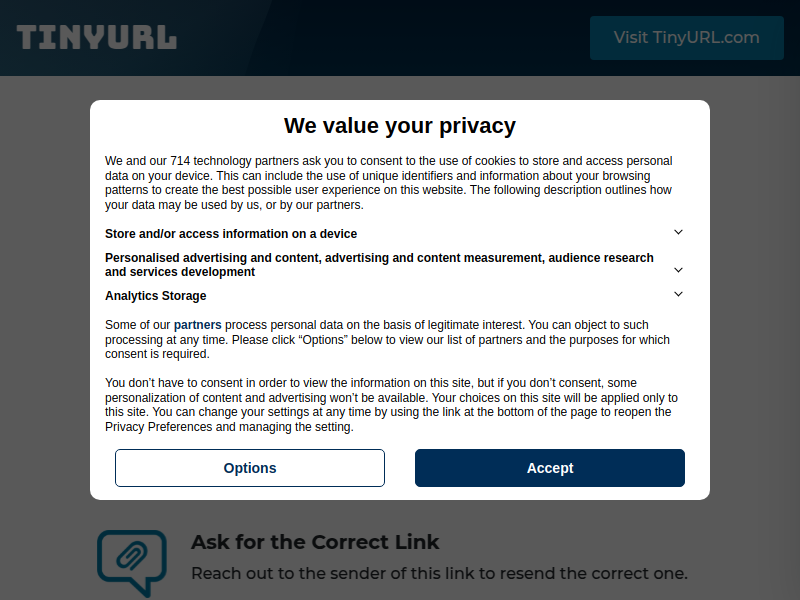 TINYURL
Visit TinyURL.com
We value your privacy
We and our 714 technology partners ask you to consent to the use of cookies to store and access personal
data on your device. This can include the use of unique identifiers and information about your browsing
patterns to create the best possible user experience on this website. The following description outlines how
your data may be used by us, or by our partners.
Store and/or access information on a device
Personalised advertising and content, advertising and content measurement, audience research
and services development
Analytics Storage
Some of our partners process personal data on the basis of legitimate interest. You can object to such
processing at any time. Please click “Options” below to view our list of partners and the purposes for which
consent is required.
You don’t have to consent in order to view the information on this site, but if you don’t consent, some
personalization of content and advertising won’t be available. Your choices on this site will be applied only to
this site. You can change your settings at any time by using the link at the bottom of the page to reopen the
Privacy Preferences and managing the setting.
Options
Accept
Ask for the Correct Link
Reach out to the sender of this link to resend the correct one.